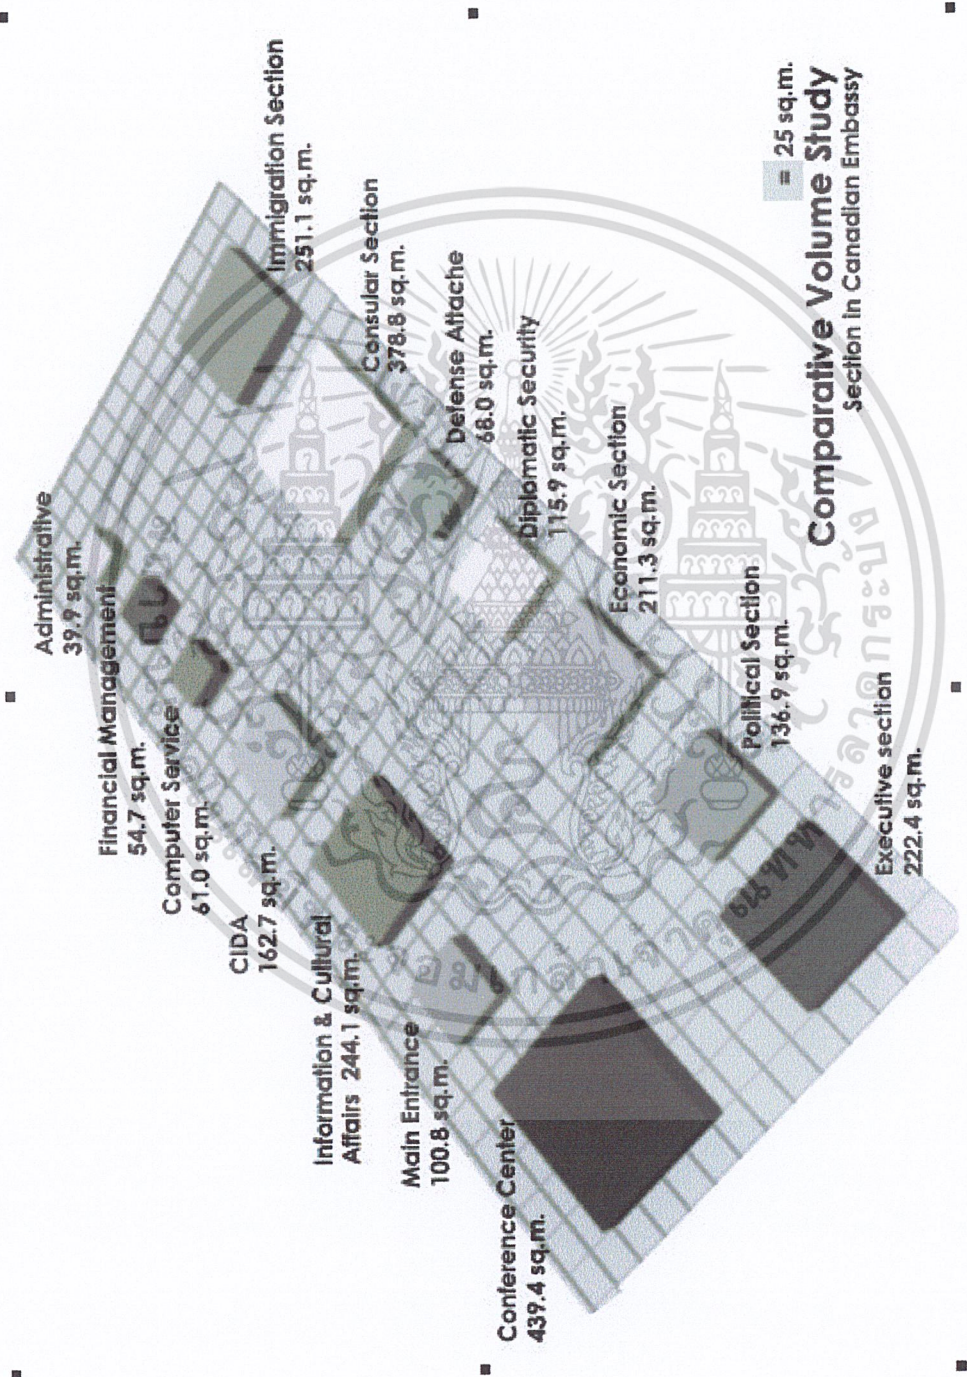 Administrative
39.9 sq.m.
Financial Management
54.7 sq.m.
Computer Service
61.0 sq.m.
CIDA
162.7 sq.m.
Information & Cultural
Affairs 244.1 sq.m.
Main Entrance
100.8 sq.m.
Conference Center
439.4 sq.m.
Immigration Section
251.1 sq.m.
Consular Section
378.8 sq.m.
Defense Attache
68.0 sq.m.
Diplomatic Security
115.9 sq.m.
Economic Section
211.3 sq.m.
Political Section
136.9 sq.m.
Executive section
222.4 sq.m.
= 25 sq.m.
Comparative Volume Study
Section in Canadian Embassy